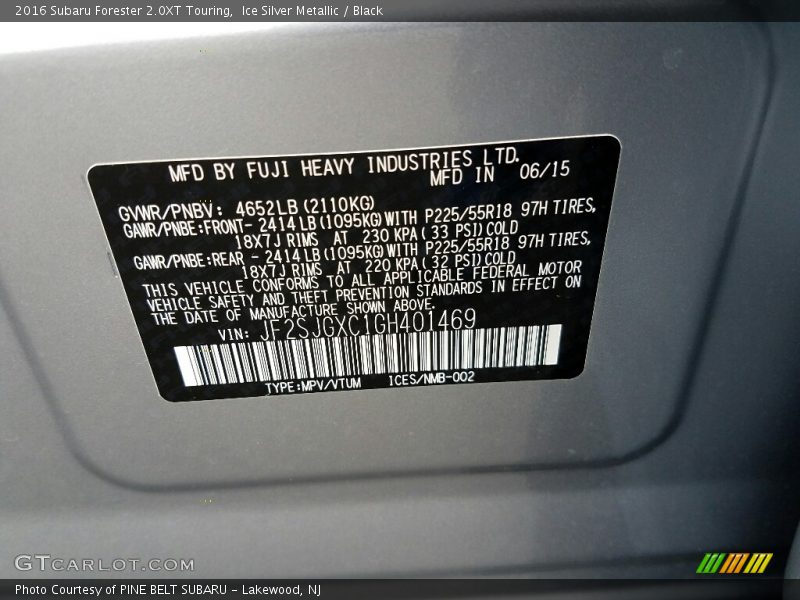 2016 Subaru Forester 2.0XT Touring,  Ice Silver Metallic / Black
MFD BY FUJI HEAVY INDUSTRIES LTD.
MFD IN 06/15
GVWR/PNBV: 4652LB (2110KG)
GAWR/PNBE:FRONT- 2414LB (1095KG) WITH P225/55R18 97H TIRES,
18X7J RIMS AT 230 KPA ( 33 PSI) COLD
GAWR/PNBE:REAR - 2414LB (1095KG) WITH P225/55R18 97H TIRES,
18X7J RIMS AT 220 KPA ( 32 PSI) COLD
THIS VEHICLE CONFORMS TO ALL APPLICABLE FEDERAL MOTOR
VEHICLE SAFETY AND THEFT PREVENTION STANDARDS IN EFFECT ON
THE DATE OF MANUFACTURE SHOWN ABOVE.
VIN: JF2SJGXC1GH401469
TYPE:MPV/VTUM ICES/NMB-002
GTCARLOT.COM
Photo Courtesy of PINE BELT SUBARU - Lakewood, NJ